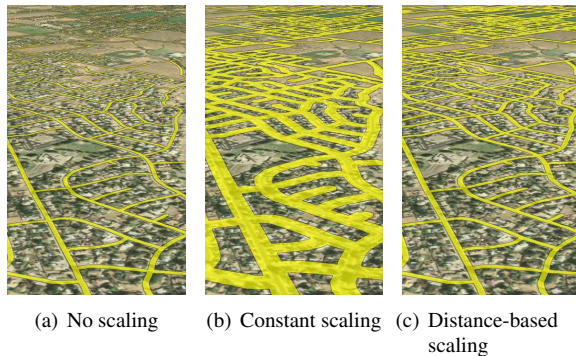 (a) No scaling
(b) Constant scaling
(c) Distance-based
scaling